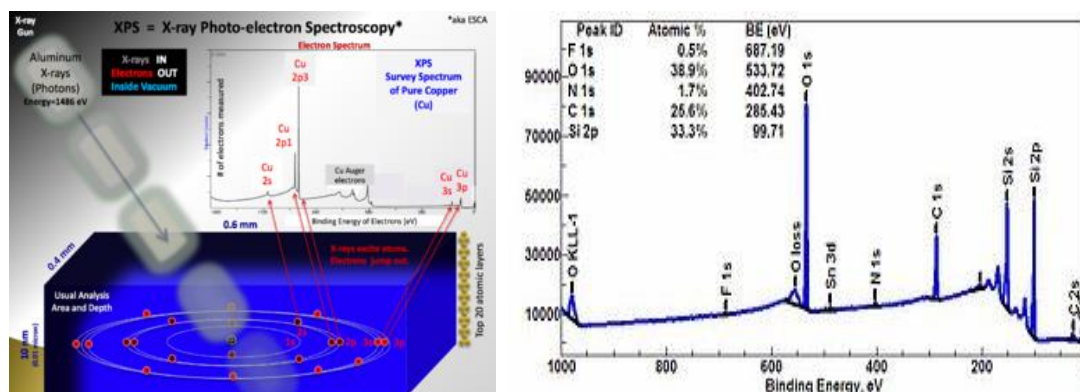 X-ray
Gun
XPS = X-ray Photo-electron Spectroscopy*
*aka ESCA
Aluminum
X-rays
(Photons)
Energy=1486 eV
X-rays IN
Electrons OUT
Inside Vacuum
Electron Spectrum
# of electrons measured
Cu
2p3
Cu
2p1
Cu
2s
Cu Auger
electrons
XPS
Survey Spectrum
of Pure Copper
(Cu)
Cu
3s
Cu
3p
Binding Energy of Electrons (eV)
0.6 mm
0.4 mm
X-rays excite atoms.
Electrons jump out.
Usual Analysis
Area and Depth
1s
2p
3s
3p
Top 20 atomic layers
10 nm
Peak ID Atomic % BE (eV)
F 1s 0.5% 687.19
O 1s 38.9% 533.72
N 1s 1.7% 402.74
C 1s 25.6% 285.43
Si 2p 33.3% 99.71
90000
70000
50000
30000
10000
O KLL-1
F 1s
O loss
O 1s
Sn 3d
N 1s
C 1s
Si 2s
Si 2p
C 2s
1000 800 600 400 200
Binding Energy, eV